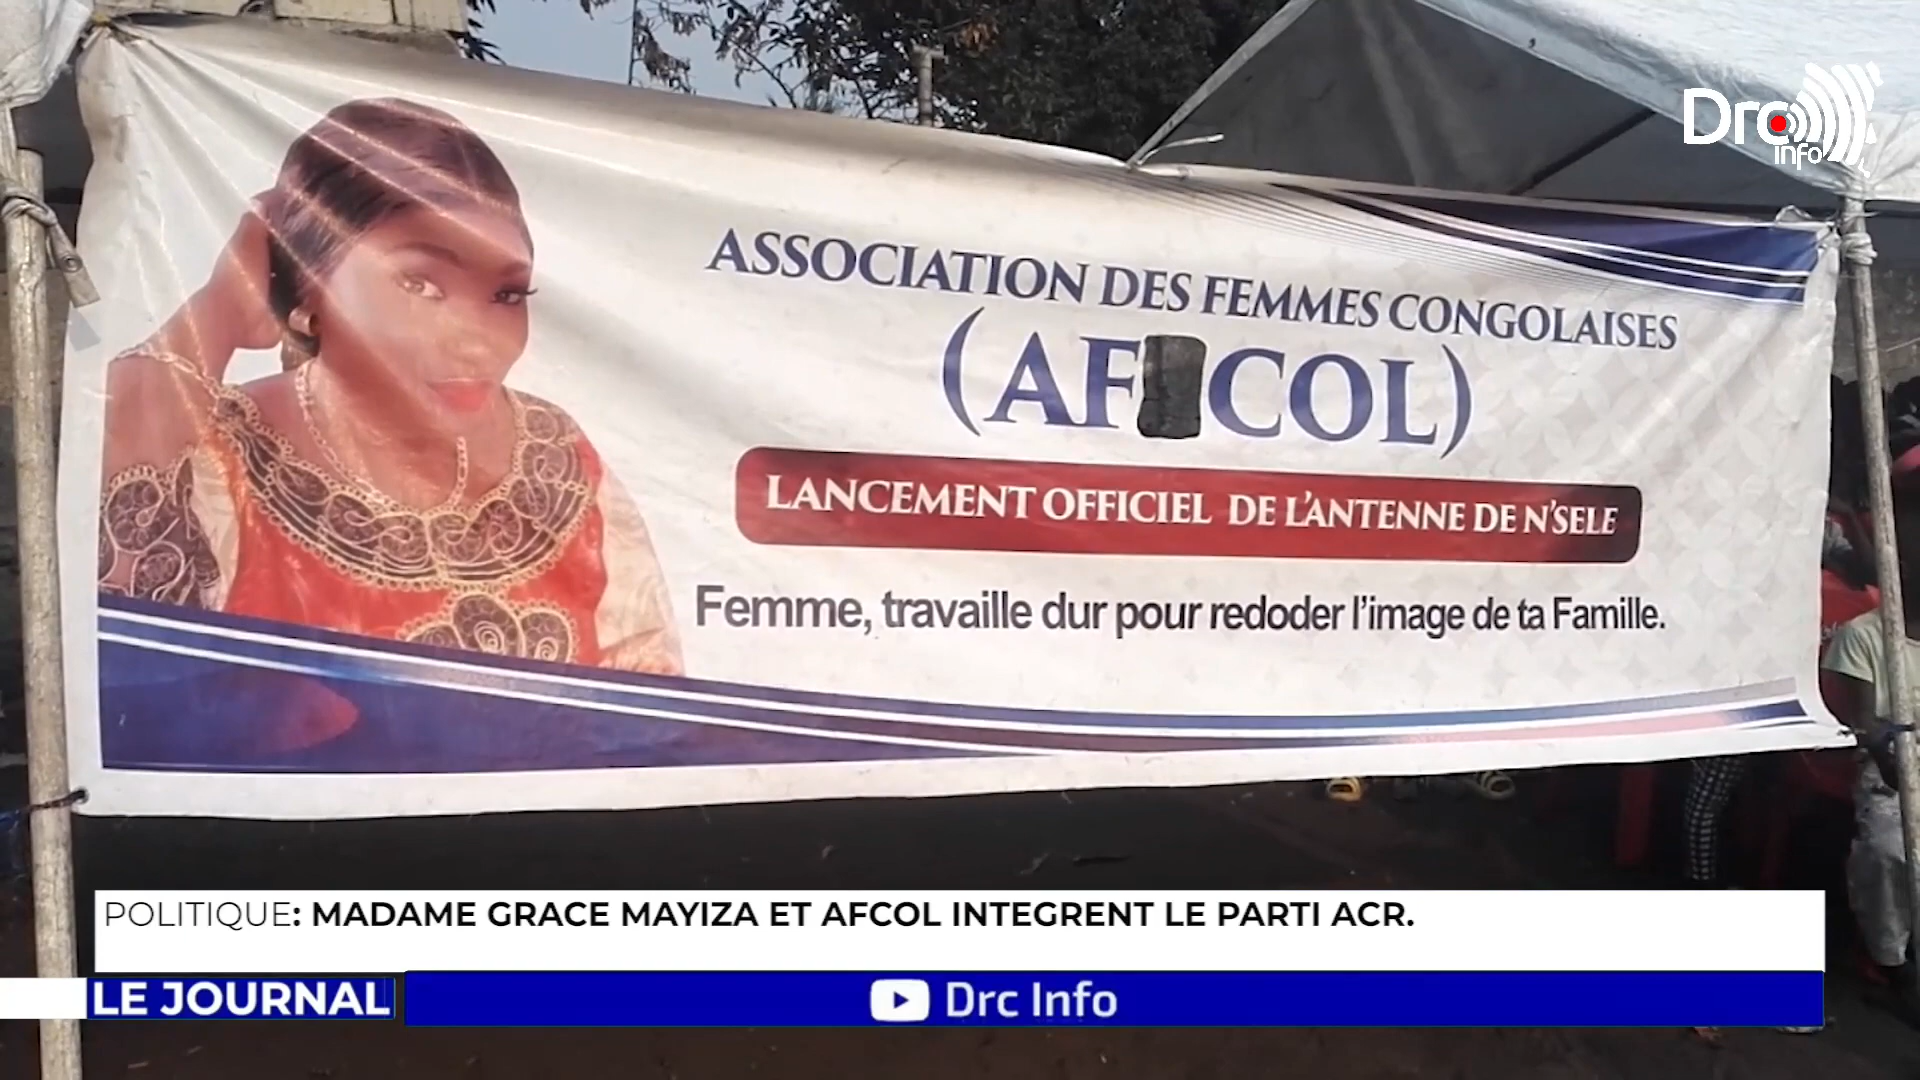 Drc
info
ASSOCIATION DES FEMMES CONGOLAISES
(AF COL)
LANCEMENT OFFICIEL DE L'ANTENNE DE N'SELE
Femme, travaille dur pour redoder l'image de ta Famille.
POLITIQUE: MADAME GRACE MAYIZA ET AFCOL INTEGRENT LE PARTI ACR.
LE JOURNAL
Drc Info